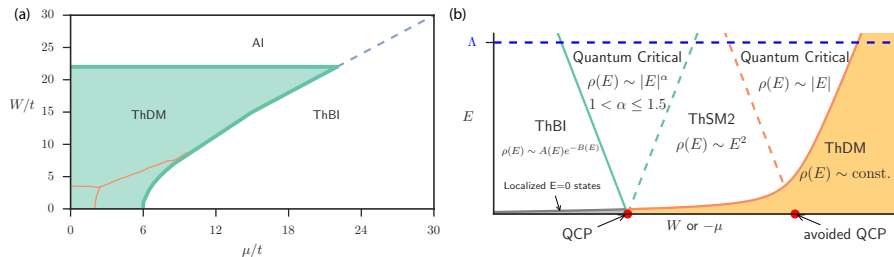 (a)
30
25
20
15
10
5
0
W/t
AI
ThDM
ThBI
0
6
12
18
24
30
μ/t
(b)
Λ
E
Quantum Critical
ρ(E) ∼ |E|^α
1 < α ≤ 1.5
Quantum Critical
ρ(E) ∼ |E|
ThBI
ρ(E) ∼ A(E)e^{−B(E)}
ThSM2
ρ(E) ∼ E²
ThDM
ρ(E) ∼ const.
Localized E=0 states
QCP
W or −μ
avoided QCP